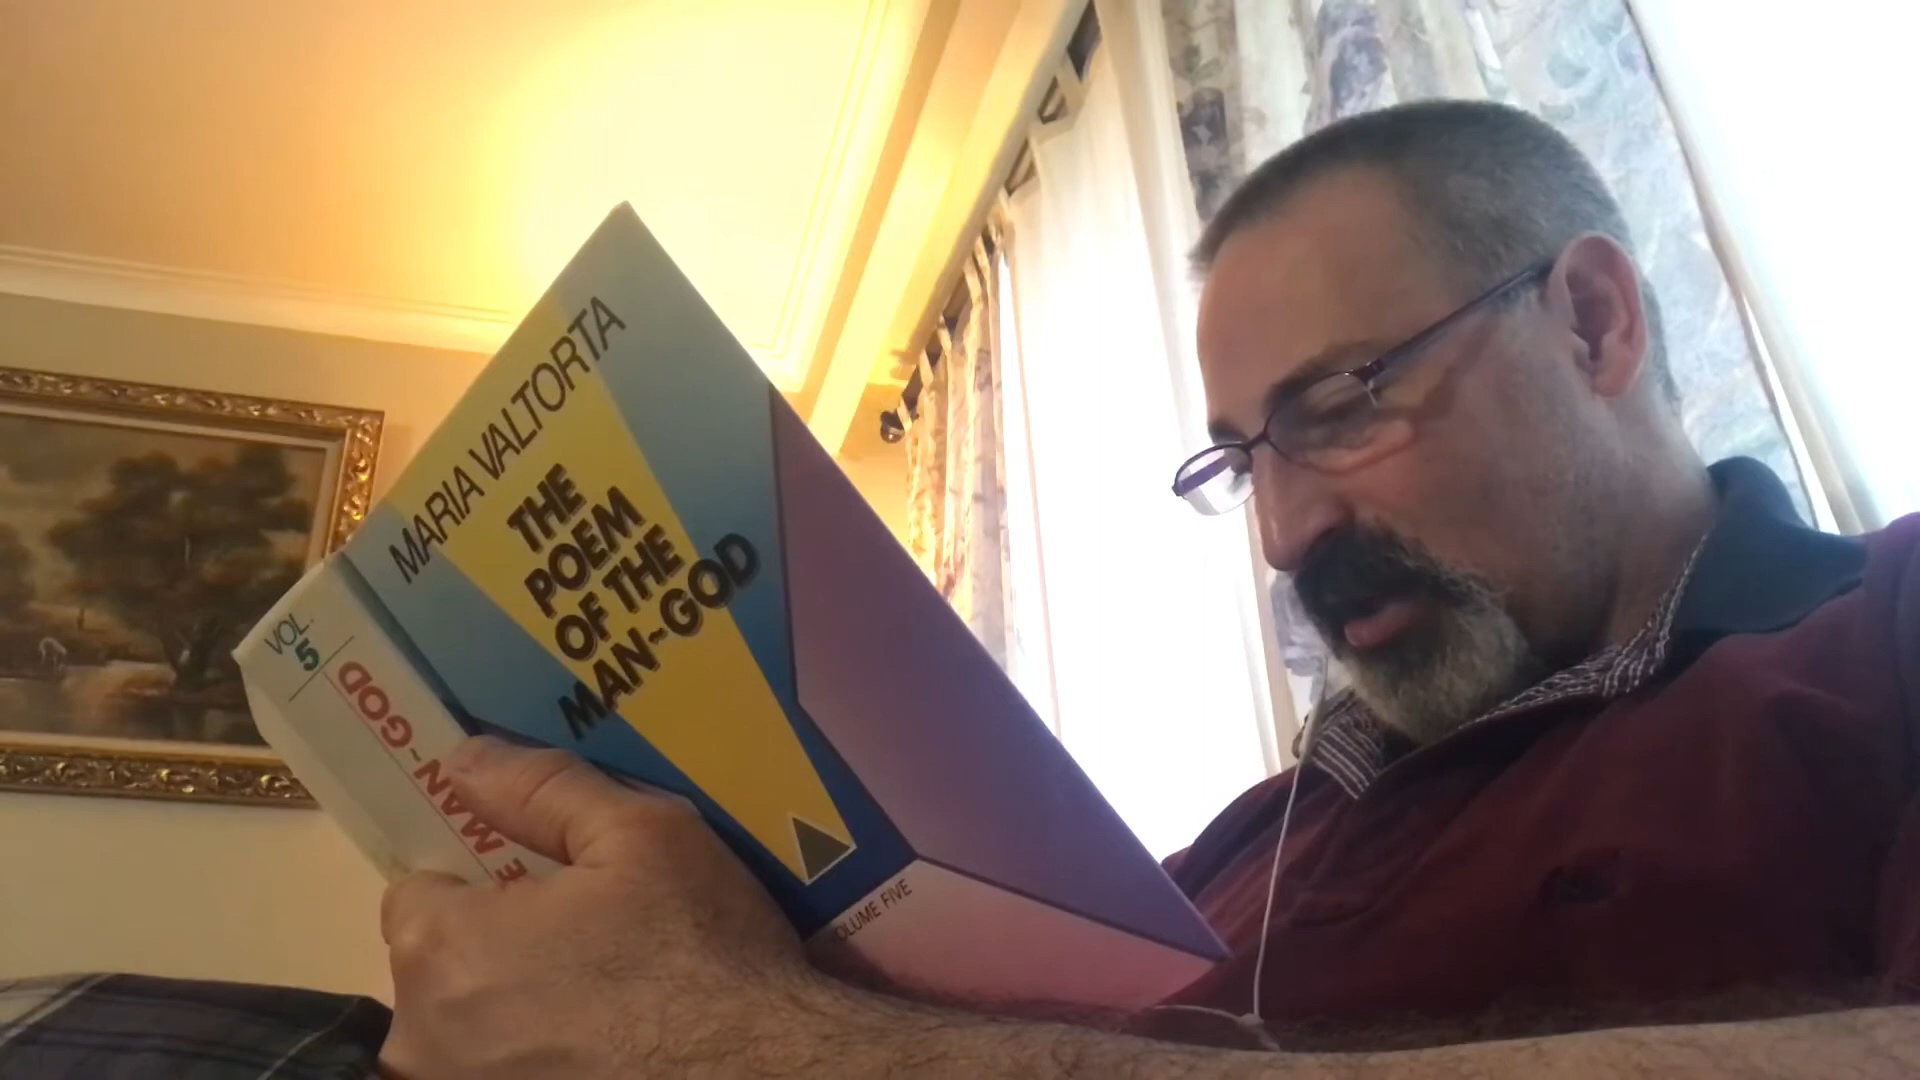 MARIA VALTORTA
THE
POEM
OF THE
MAN~GOD
VOLUME FIVE
VOL.
5
E MAN~GOD